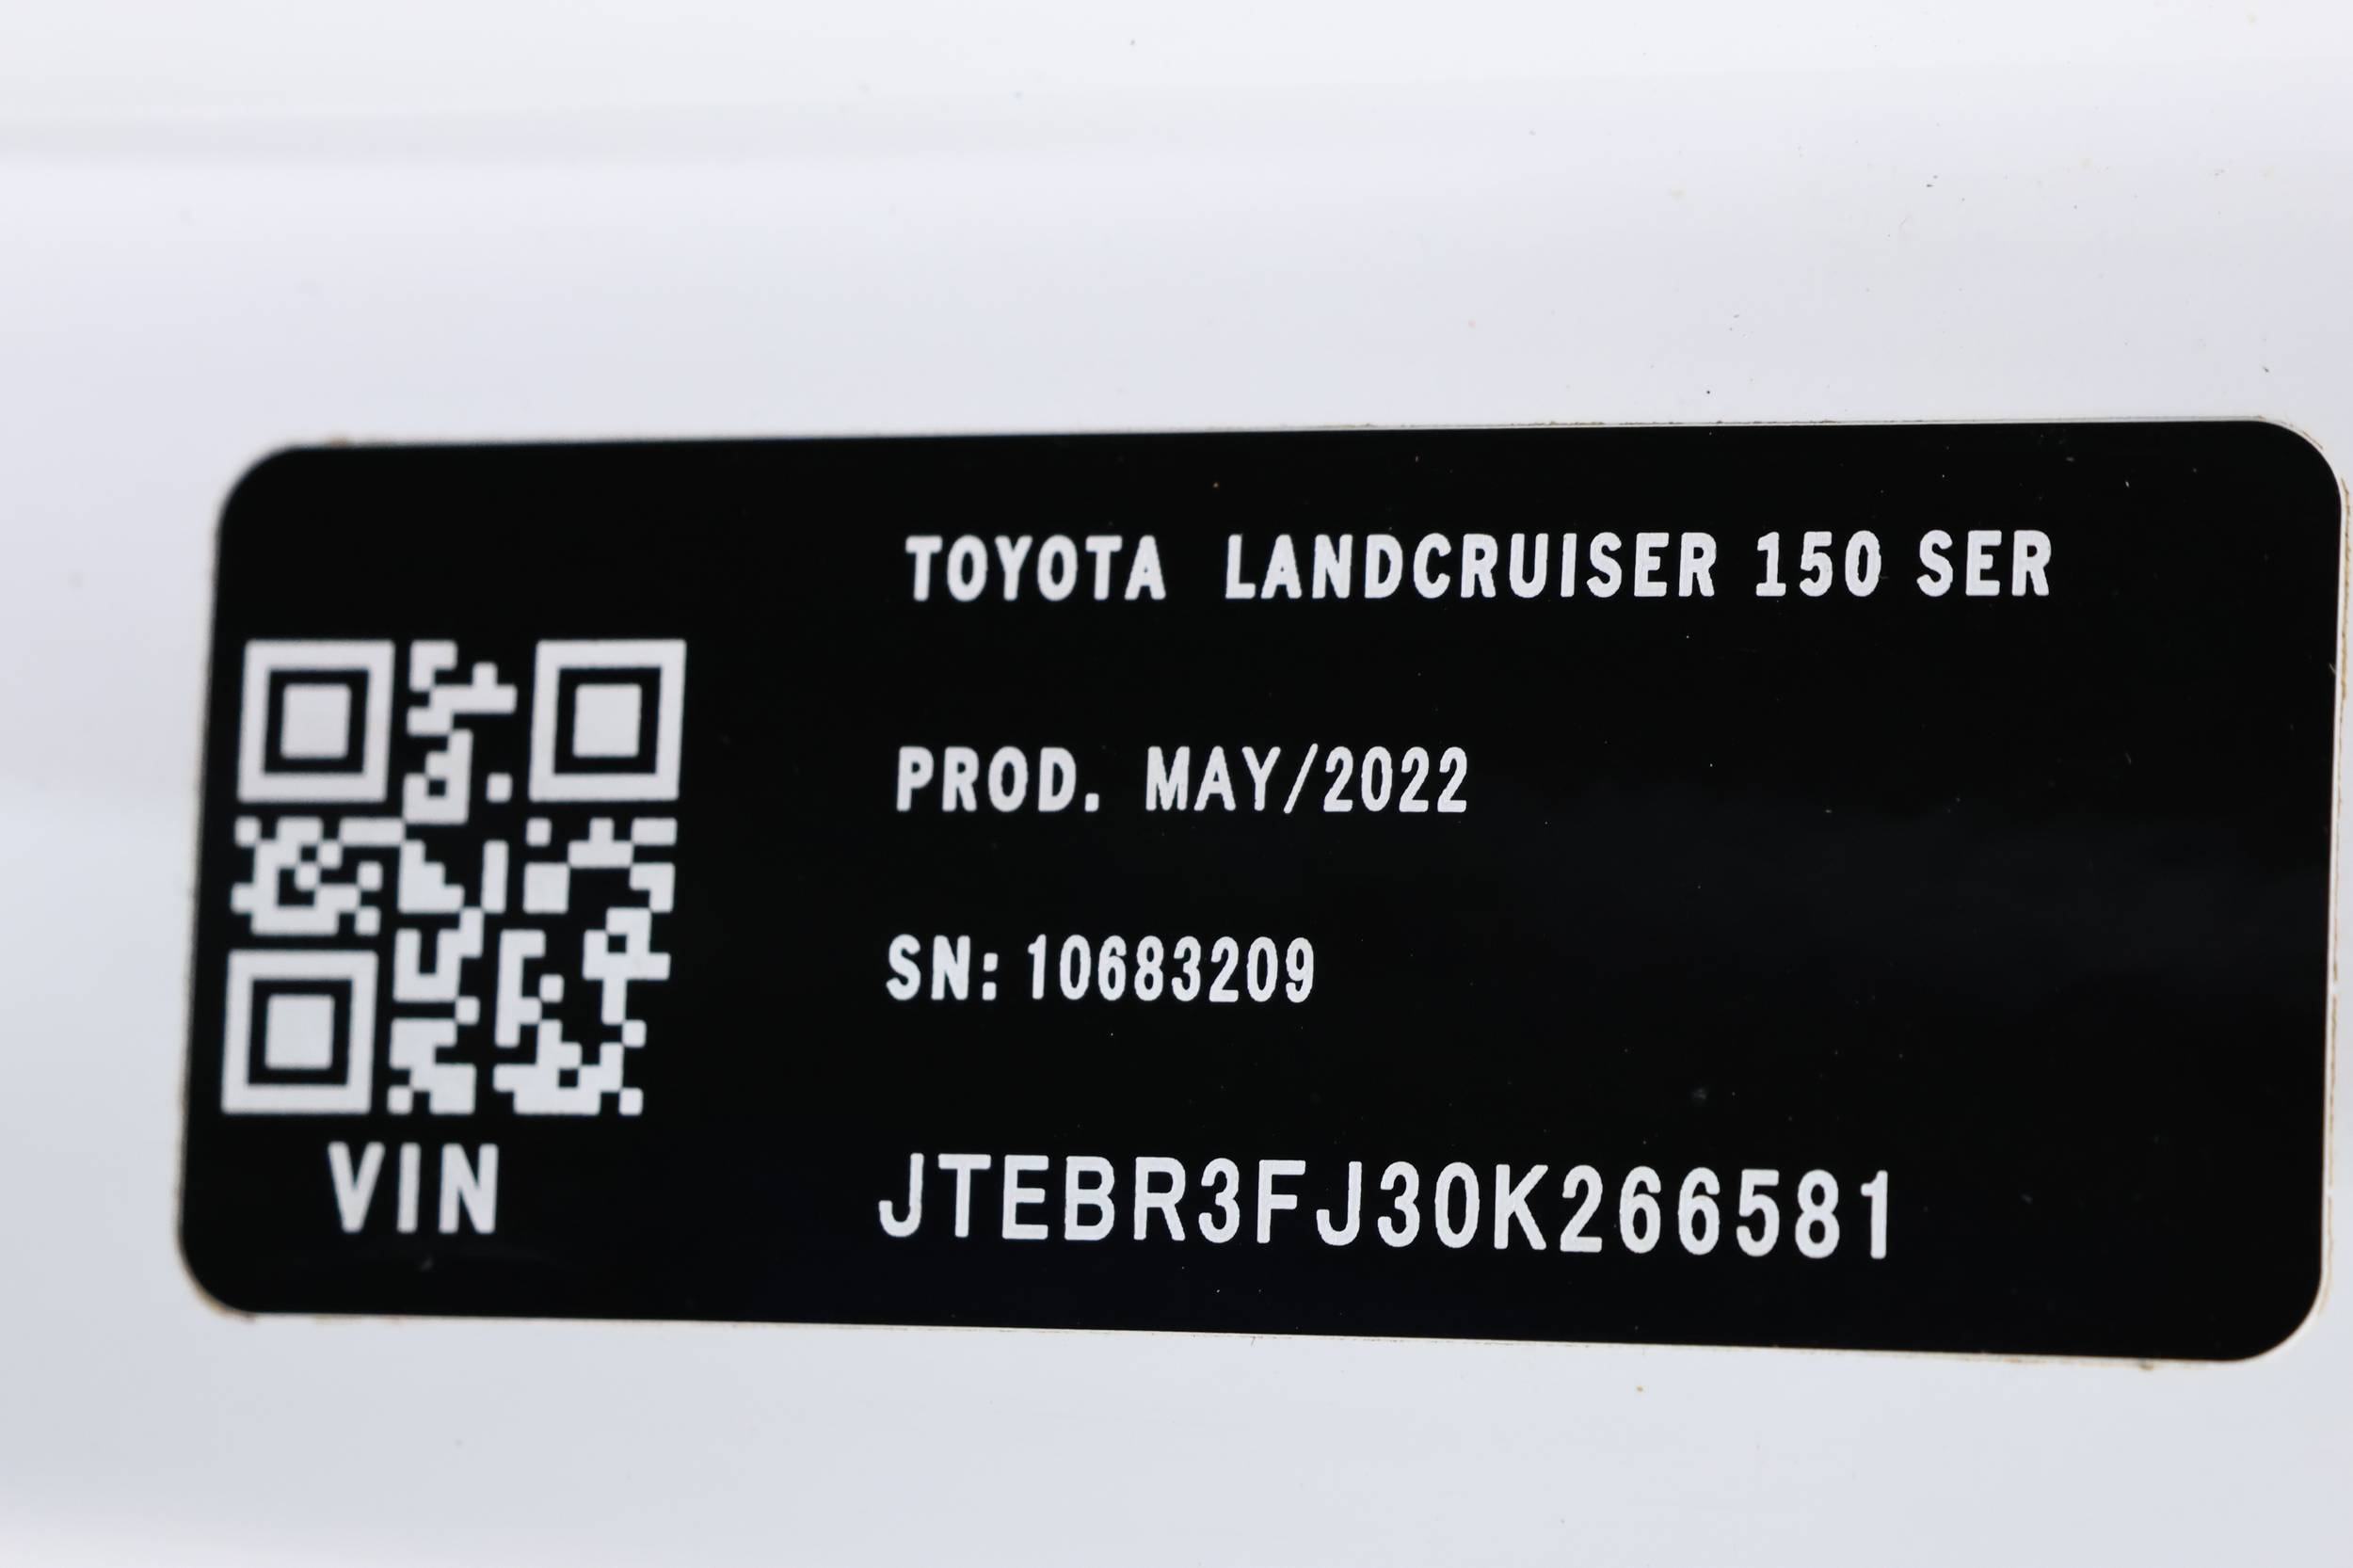 TOYOTA LANDCRUISER 150 SER
PROD. MAY/2022
SN: 10683209
VIN
JTEBR3FJ30K266581